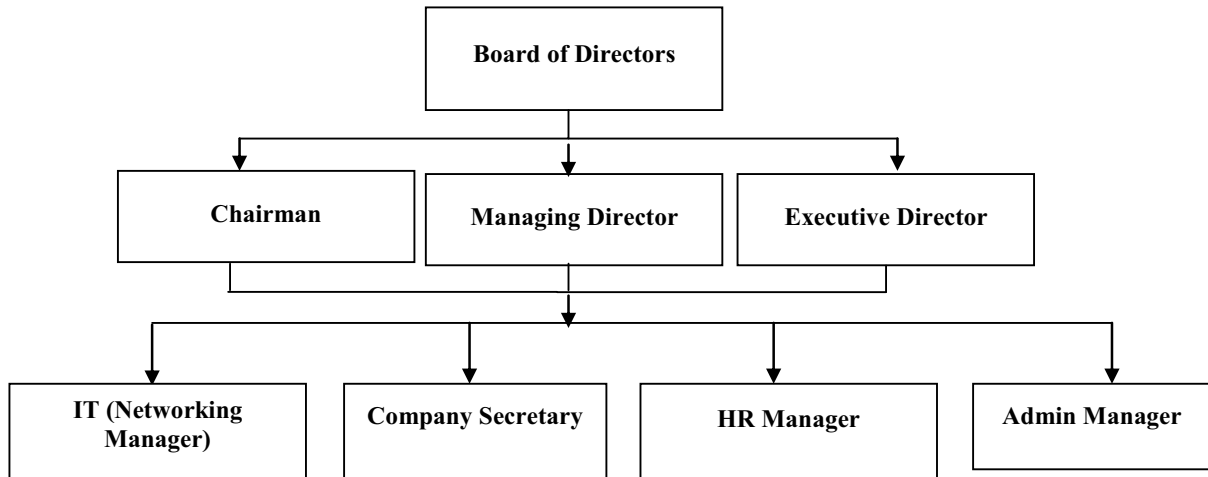 Board of Directors
Chairman
Managing Director
Executive Director
IT (Networking
Manager)
Company Secretary
HR Manager
Admin Manager